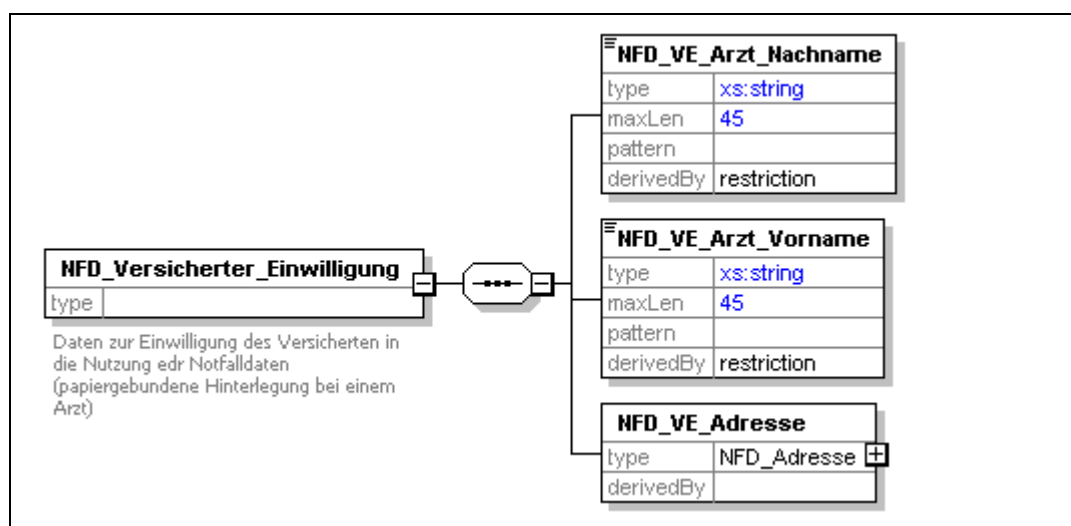 NFD_VE_Arzt_Nachname
type xs:string
maxLen 45
pattern
derivedBy restriction
NFD_VE_Arzt_Vorname
type xs:string
maxLen 45
pattern
derivedBy restriction
NFD_Versicherter_Einwilligung
type
Daten zur Einwilligung des Versicherten in
die Nutzung edr Notfalldaten
(papiergebundene Hinterlegung bei einem
Arzt)
NFD_VE_Adresse
type NFD_Adresse
derivedBy